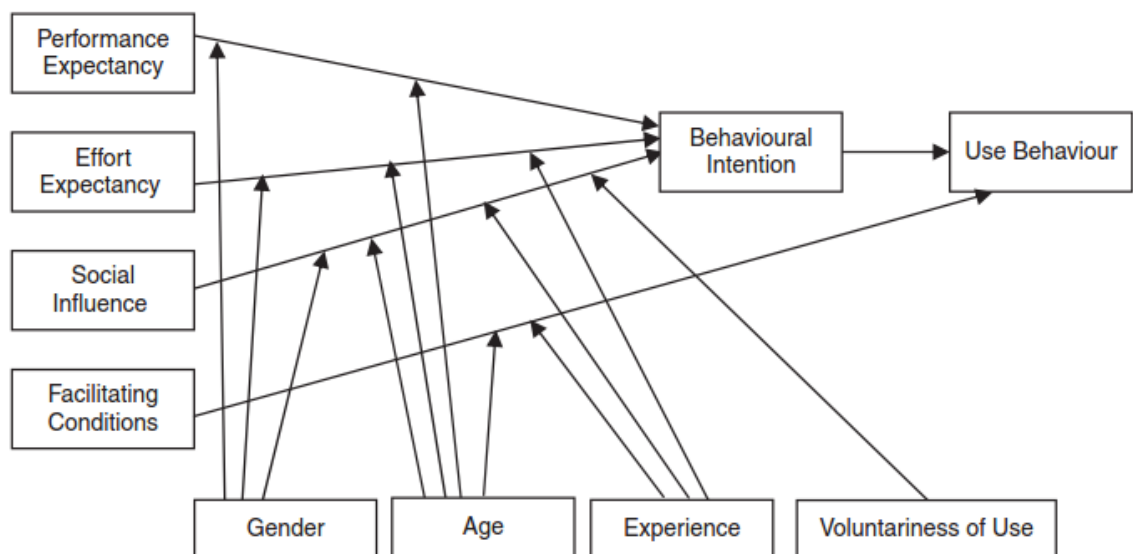 Performance
Expectancy
Effort
Expectancy
Social
Influence
Facilitating
Conditions
Behavioural
Intention
Use Behaviour
Gender
Age
Experience
Voluntariness of Use